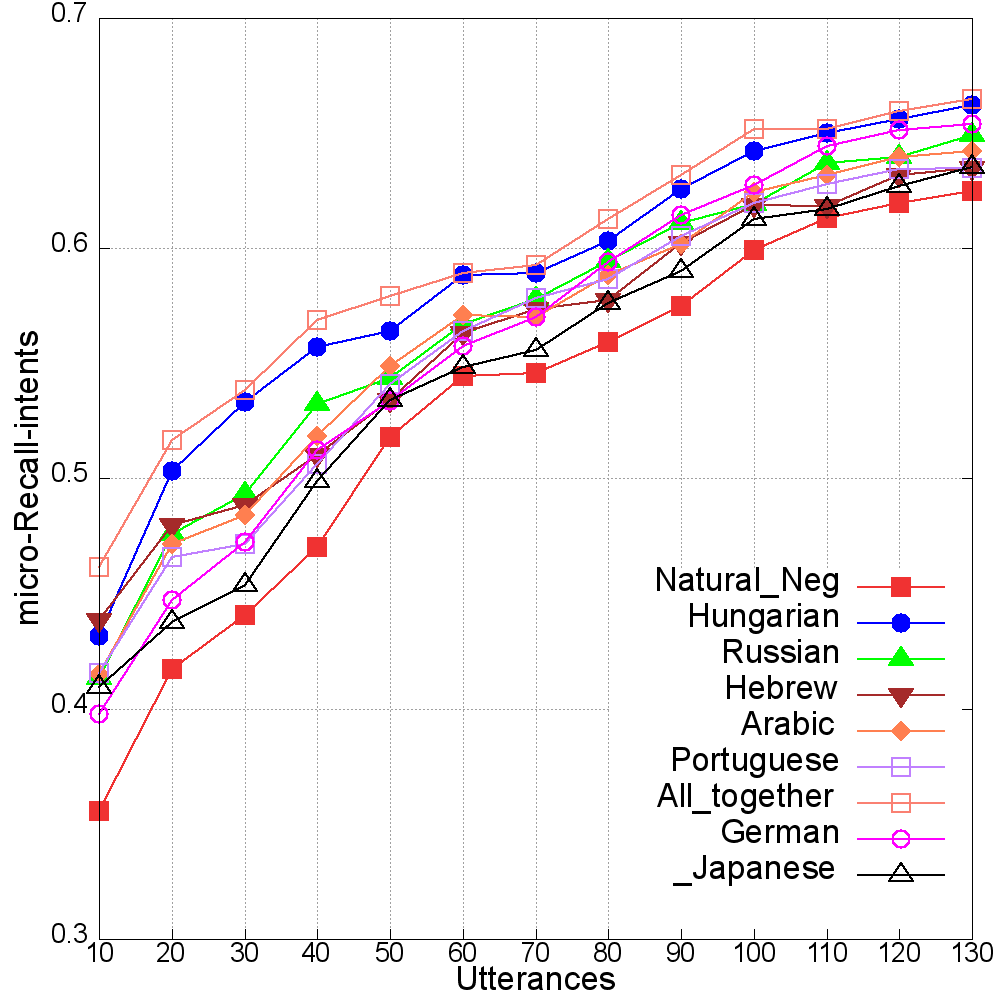 0.7
0.6
0.5
0.4
0.3
micro-Recall-intents
Natural_Neg
Hungarian
Russian
Hebrew
Arabic
Portuguese
All_together
German
_Japanese
10 20 30 40 50 60 70 80 90 100 110 120 130
Utterances